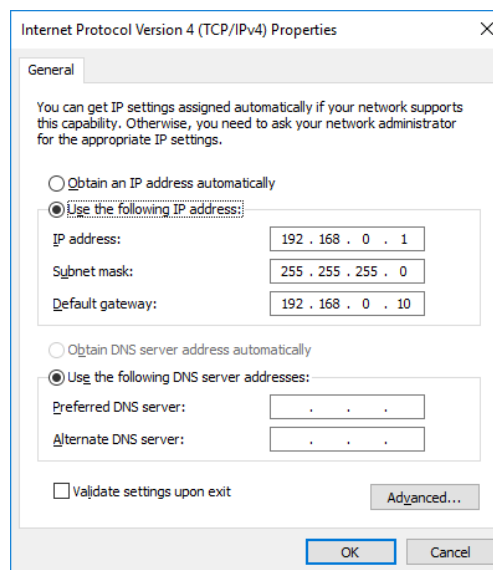 Internet Protocol Version 4 (TCP/IPv4) Properties
General
You can get IP settings assigned automatically if your network supports
this capability. Otherwise, you need to ask your network administrator
for the appropriate IP settings.
Obtain an IP address automatically
Use the following IP address:
IP address: 192 . 168 . 0 . 1
Subnet mask: 255 . 255 . 255 . 0
Default gateway: 192 . 168 . 0 . 10
Obtain DNS server address automatically
Use the following DNS server addresses:
Preferred DNS server: . . .
Alternate DNS server: . . .
Validate settings upon exit
Advanced...
OK Cancel